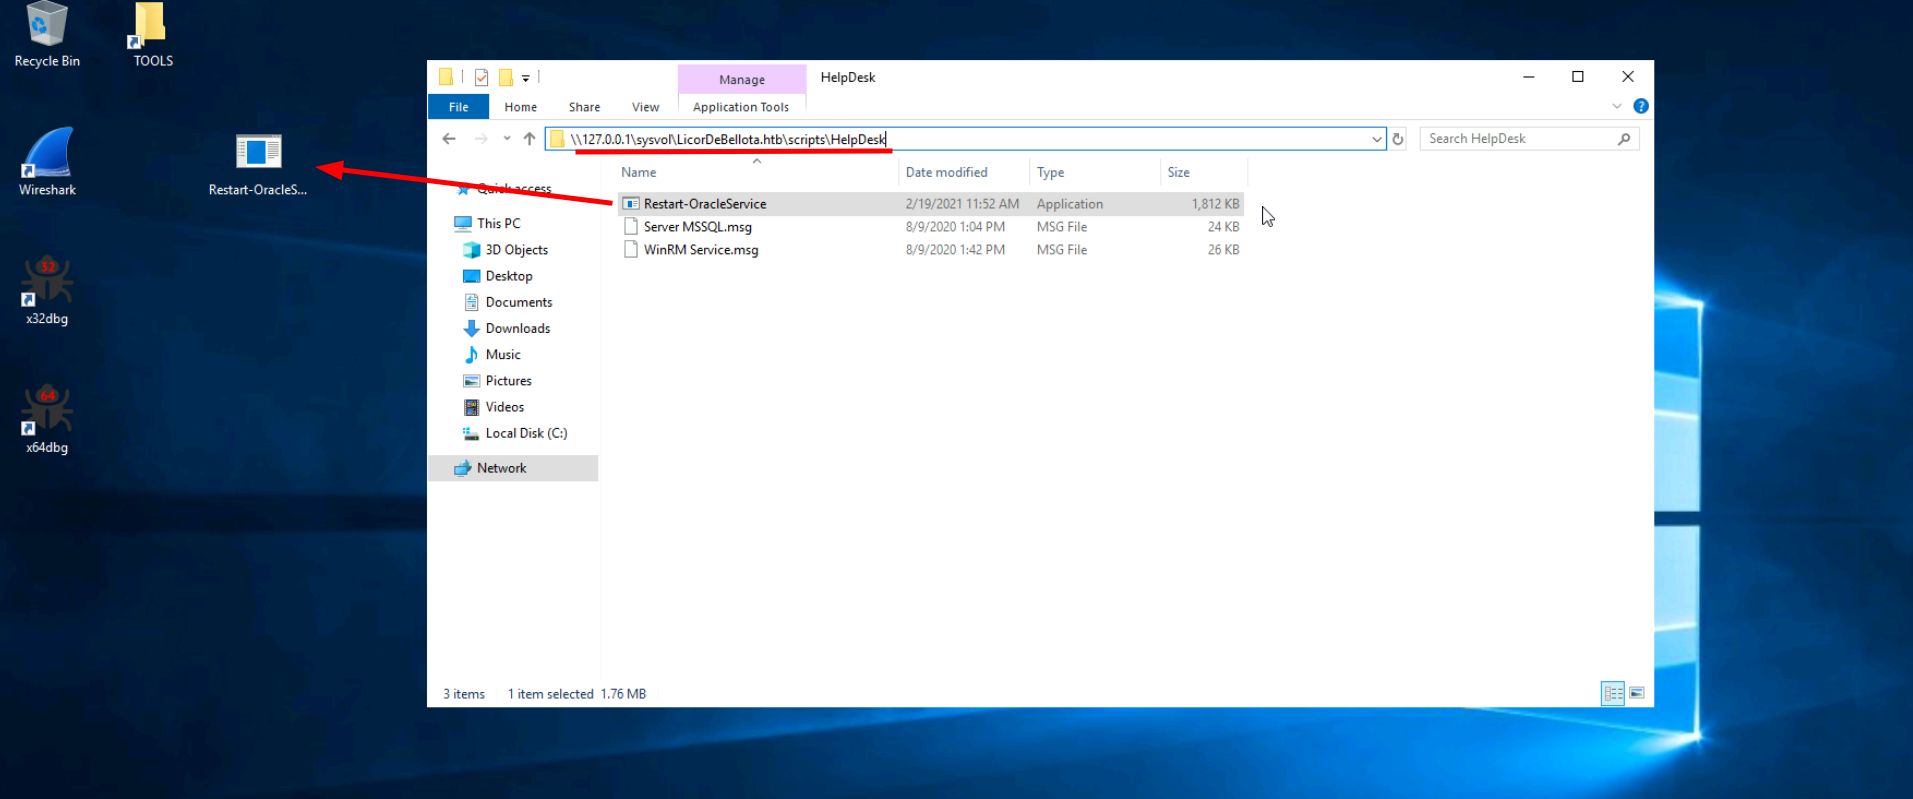 Recycle Bin
TOOLS
Wireshark
Restart-OracleS...
32
x32dbg
64
x64dbg
Manage
HelpDesk
File
Home
Share
View
Application Tools
\\127.0.0.1\sysvol\LicorDeBellota.htb\scripts\HelpDesk
Search HelpDesk
Quick access
This PC
3D Objects
Desktop
Documents
Downloads
Music
Pictures
Videos
Local Disk (C:)
Network
Name Date modified Type Size
Restart-OracleService 2/19/2021 11:52 AM Application 1,812 KB
Server MSSQL.msg 8/9/2020 1:04 PM MSG File 24 KB
WinRM Service.msg 8/9/2020 1:42 PM MSG File 26 KB
3 items 1 item selected 1.76 MB